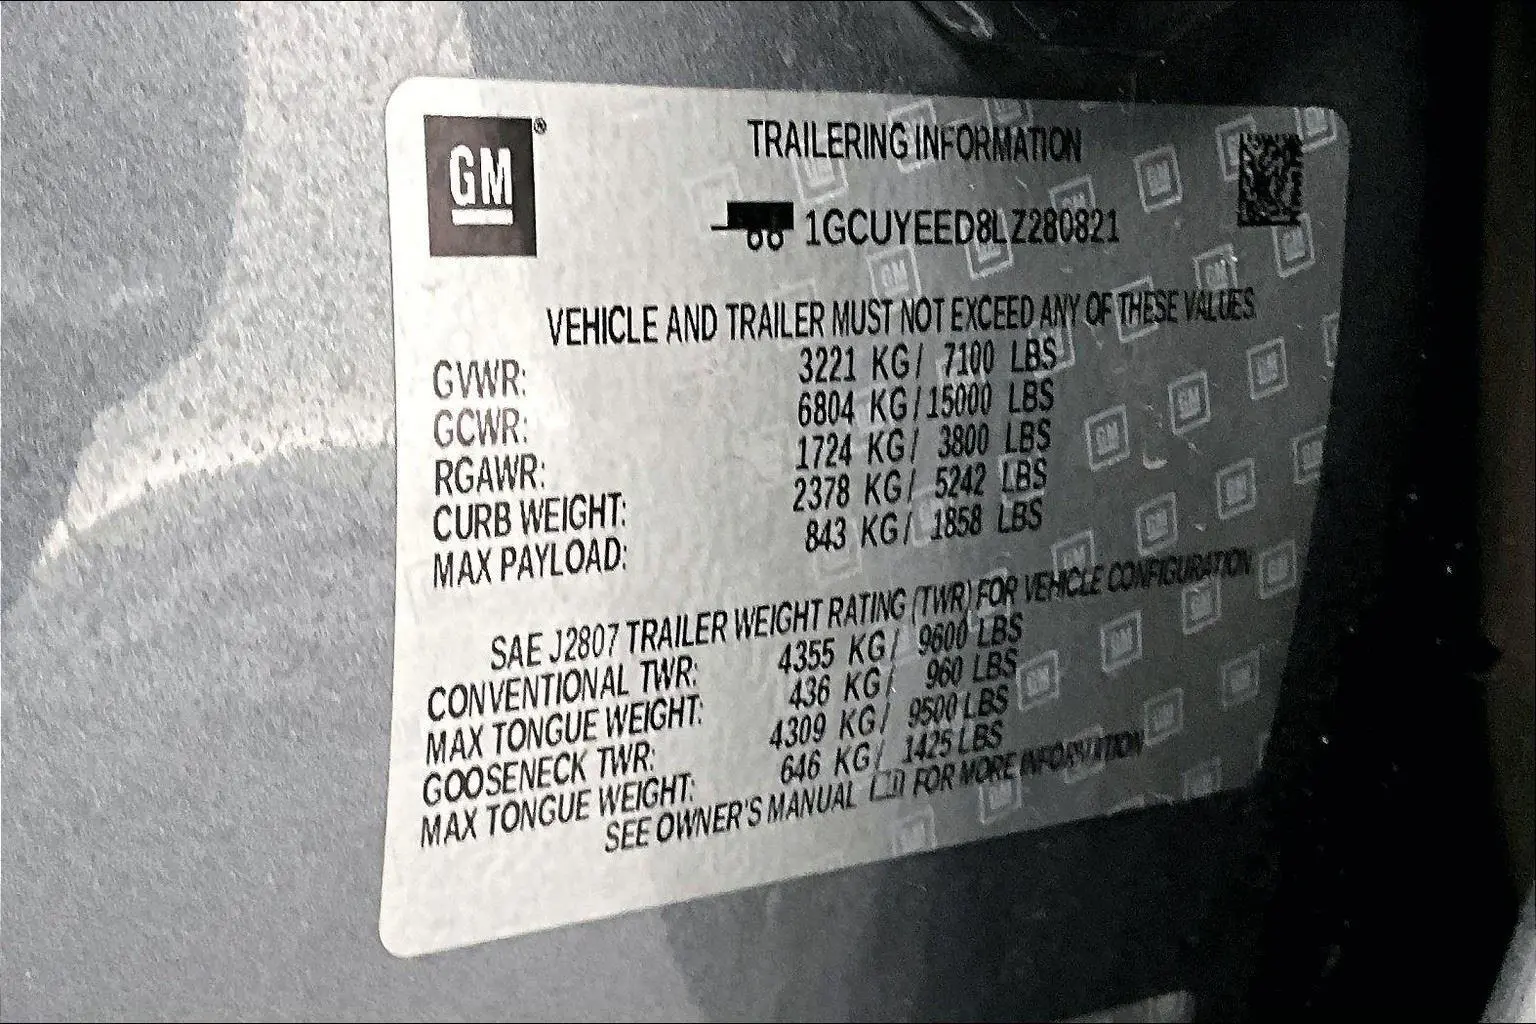 GM®
TRAILERING INFORMATION
1GCUYEED8LZ280821
VEHICLE AND TRAILER MUST NOT EXCEED ANY OF THESE VALUES
GVWR: 3221 KG/ 7100 LBS
GCWR: 6804 KG/15000 LBS
RGAWR: 1724 KG/ 3800 LBS
CURB WEIGHT: 2378 KG/ 5242 LBS
MAX PAYLOAD: 843 KG/ 1858 LBS
SAE J2807 TRAILER WEIGHT RATING (TWR) FOR VEHICLE CONFIGURATION
CONVENTIONAL TWR: 4355 KG/ 9600 LBS
MAX TONGUE WEIGHT: 436 KG/ 960 LBS
GOOSENECK TWR: 4309 KG/ 9500 LBS
MAX TONGUE WEIGHT: 646 KG/ 1425 LBS
SEE OWNER'S MANUAL FOR MORE INFORMATION